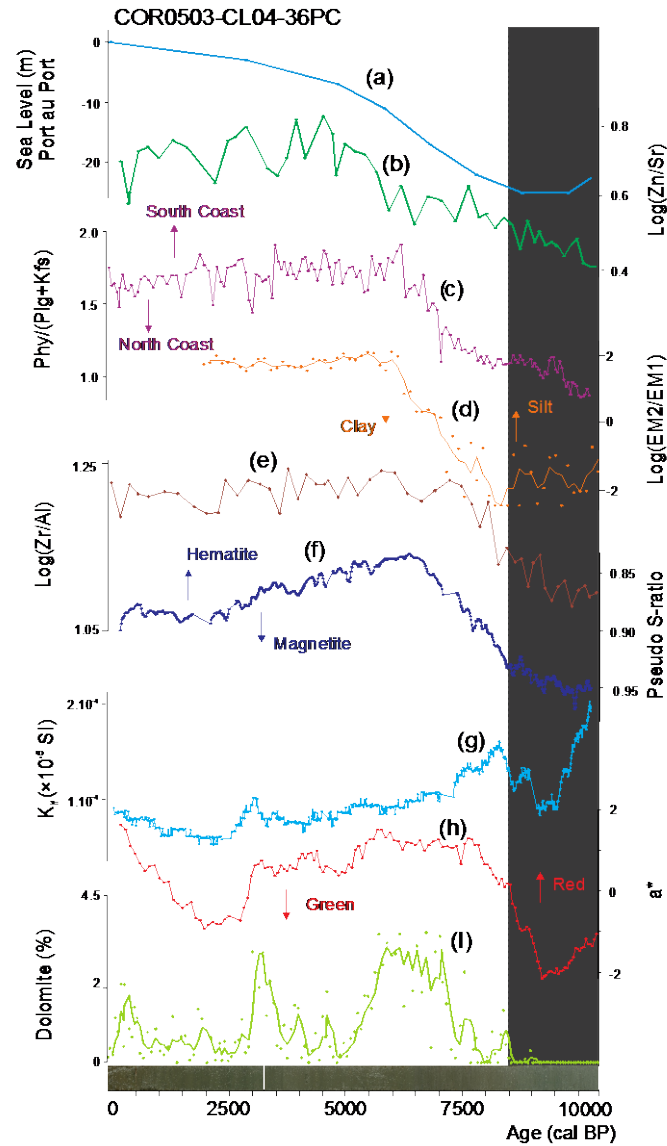 COR0503-CL04-36PC
Sea Level (m)
Port au Port
0
-10
-20
(a)
(b)
0.8
0.6
0.4
Log(Zn/Sr)
South Coast
North Coast
Phy/(Plg+Kfs)
2.0
1.5
1.0
(c)
(d)
Clay
Silt
2
0
-2
Log(EM2/EM1)
(e)
1.25
1.05
Log(Zr/Al)
(f)
Hematite
Magnetite
0.85
0.90
0.95
Pseudo S-ratio
(g)
2 10⁻⁴
1 10⁻⁴
(h)
Green
Red
2
0
-2
a*
(I)
4.5
2
0
Dolomite (%)
0 2500 5000 7500 10000
Age (cal BP)